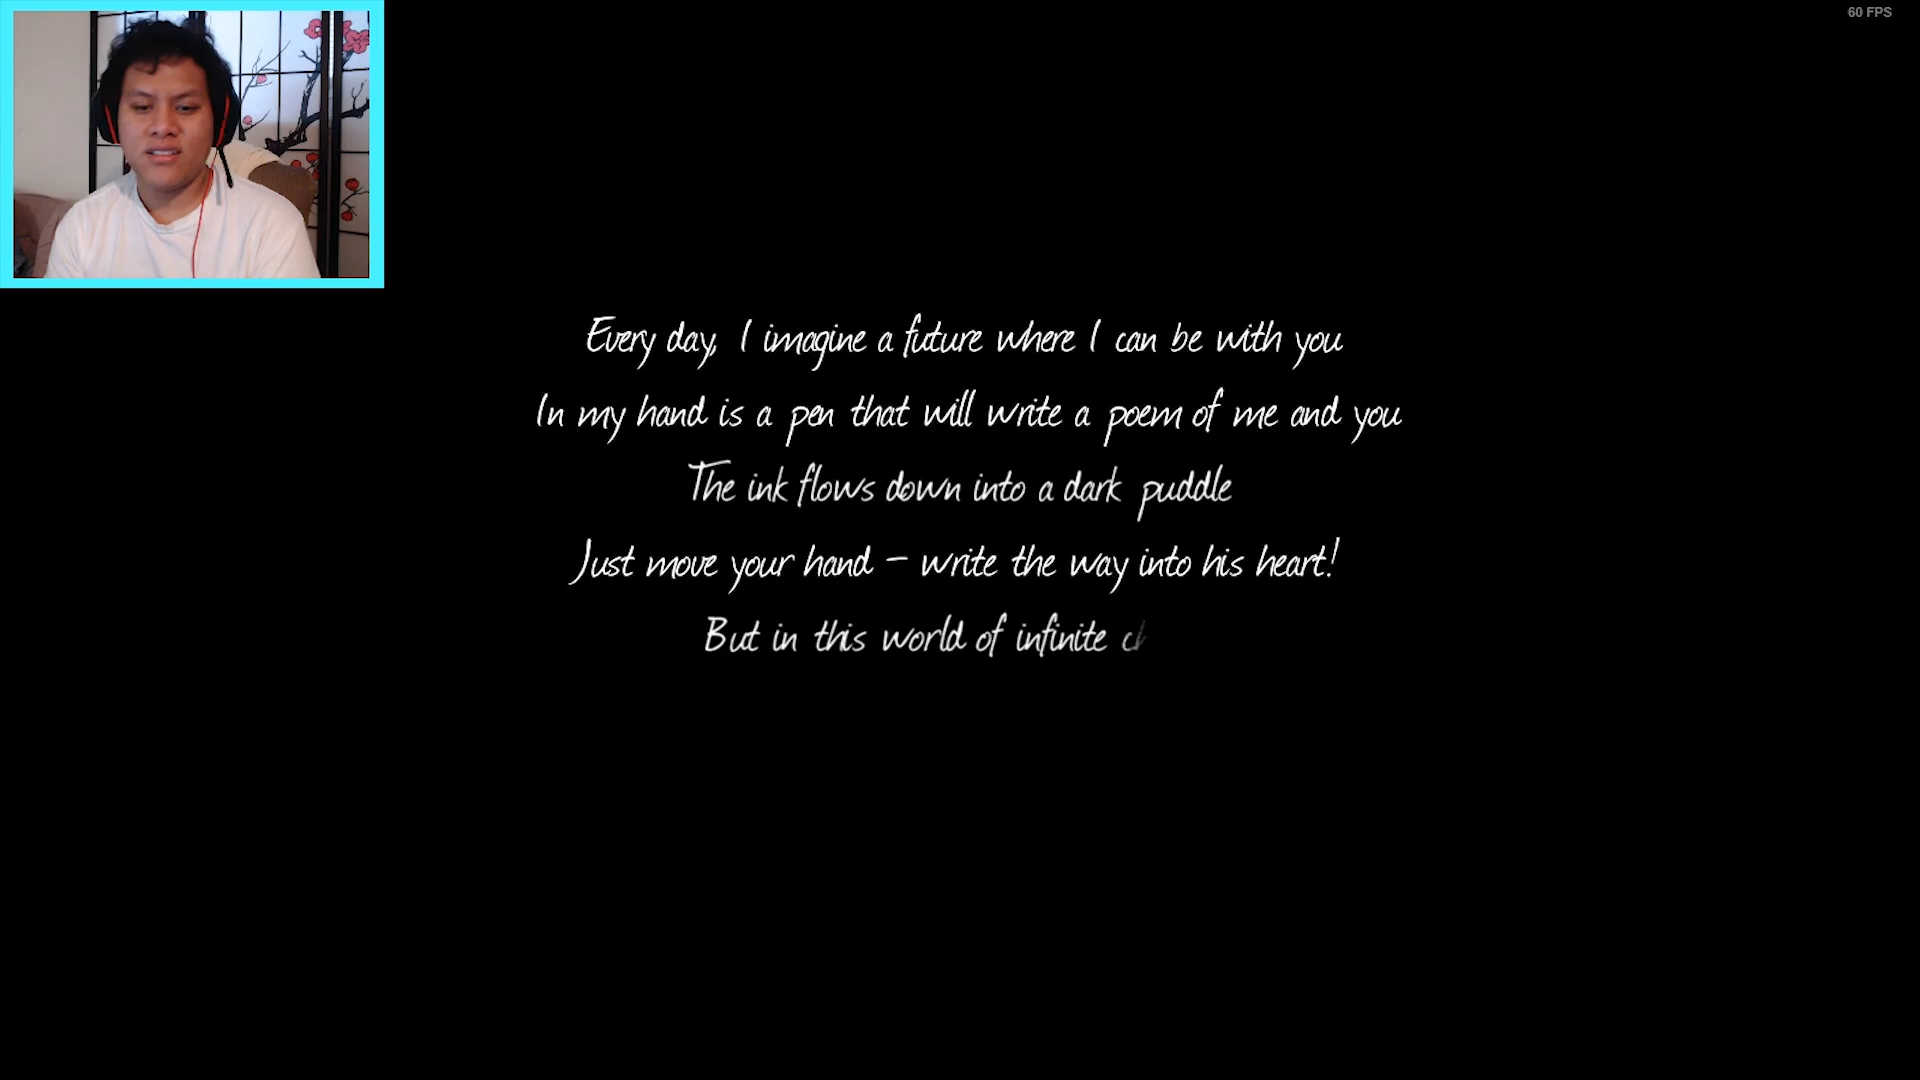 60 FPS
Every day, I imagine a future where I can be with you
In my hand is a pen that will write a poem of me and you
The ink flows down into a dark puddle
Just move your hand – write the way into his heart!
But in this world of infinite